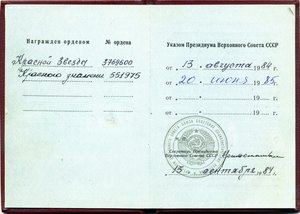 Награжден орденом
№ ордена
Красной Звезды 3769600
Красного знамени 551975
Указом Президиума Верховного Совета СССР
от 13 августа 1984 г.
от 20 июня 1985 г.
от 19 г.
от 19 г.
Секретарь Президиума
Верховного Совета СССР
13 сентября 84